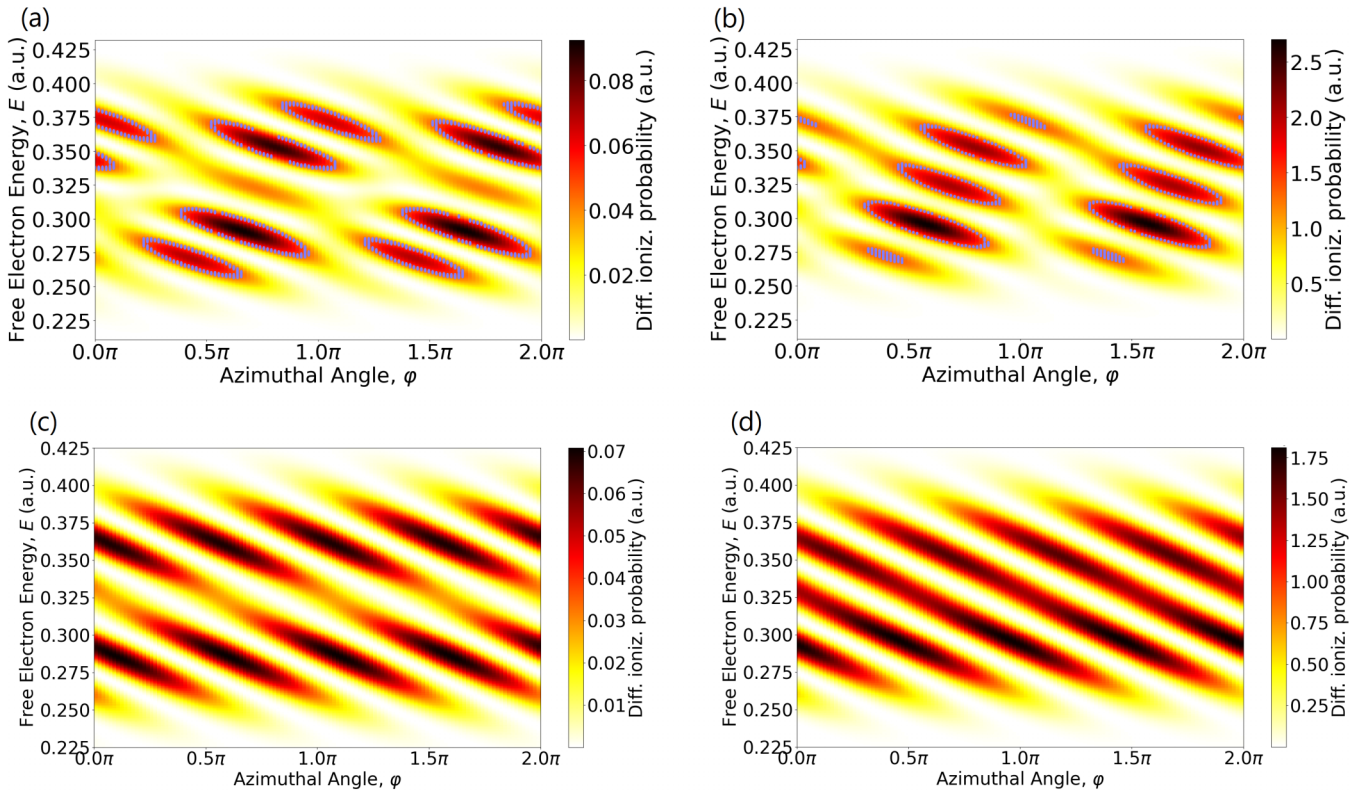 (a)
Free Electron Energy, E (a.u.)
0.425
0.400
0.375
0.350
0.325
0.300
0.275
0.250
0.225
0.0π
0.5π
1.0π
1.5π
2.0π
Azimuthal Angle, φ
0.08
0.06
0.04
0.02
Diff. ioniz. probability (a.u.)
(b)
Free Electron Energy, E (a.u.)
0.425
0.400
0.375
0.350
0.325
0.300
0.275
0.250
0.225
0.0π
0.5π
1.0π
1.5π
2.0π
Azimuthal Angle, φ
2.5
2.0
1.5
1.0
0.5
Diff. ioniz. probability (a.u.)
(c)
Free Electron Energy, E (a.u.)
0.425
0.400
0.375
0.350
0.325
0.300
0.275
0.250
0.225
0.0π
0.5π
1.0π
1.5π
2.0π
Azimuthal Angle, φ
0.07
0.06
0.05
0.04
0.03
0.02
0.01
Diff. ioniz. probability (a.u.)
(d)
Free Electron Energy, E (a.u.)
0.425
0.400
0.375
0.350
0.325
0.300
0.275
0.250
0.225
0.0π
0.5π
1.0π
1.5π
2.0π
Azimuthal Angle, φ
1.75
1.50
1.25
1.00
0.75
0.50
0.25
Diff. ioniz. probability (a.u.)